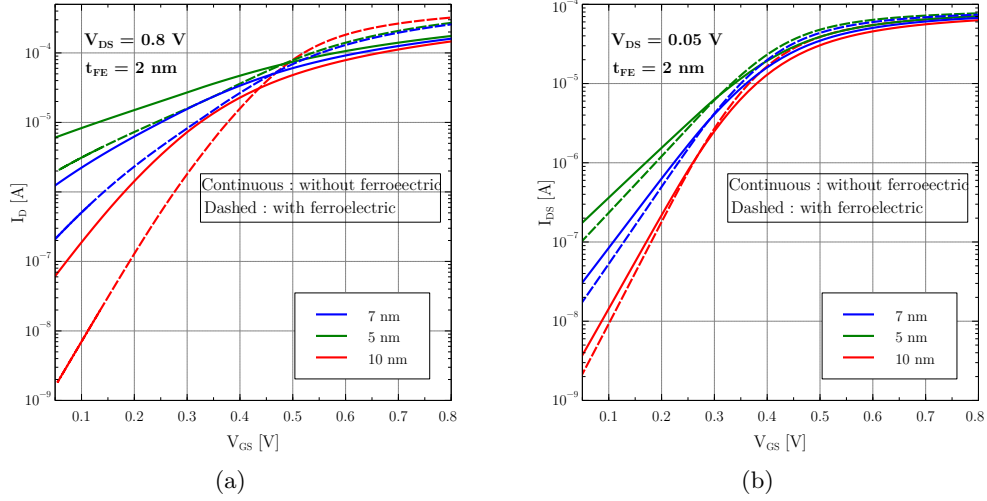 V_DS = 0.8 V
t_FE = 2 nm
Continuous : without ferroeectric
Dashed : with ferroelectric
7 nm
5 nm
10 nm
10^-4
10^-5
10^-6
10^-7
10^-8
10^-9
I_D [A]
0.1 0.2 0.3 0.4 0.5 0.6 0.7 0.8
V_GS [V]
(a)
V_DS = 0.05 V
t_FE = 2 nm
Continuous : without ferroeectric
Dashed : with ferroelectric
7 nm
5 nm
10 nm
10^-4
10^-5
10^-6
10^-7
10^-8
10^-9
I_DS [A]
0.1 0.2 0.3 0.4 0.5 0.6 0.7 0.8
V_GS [V]
(b)